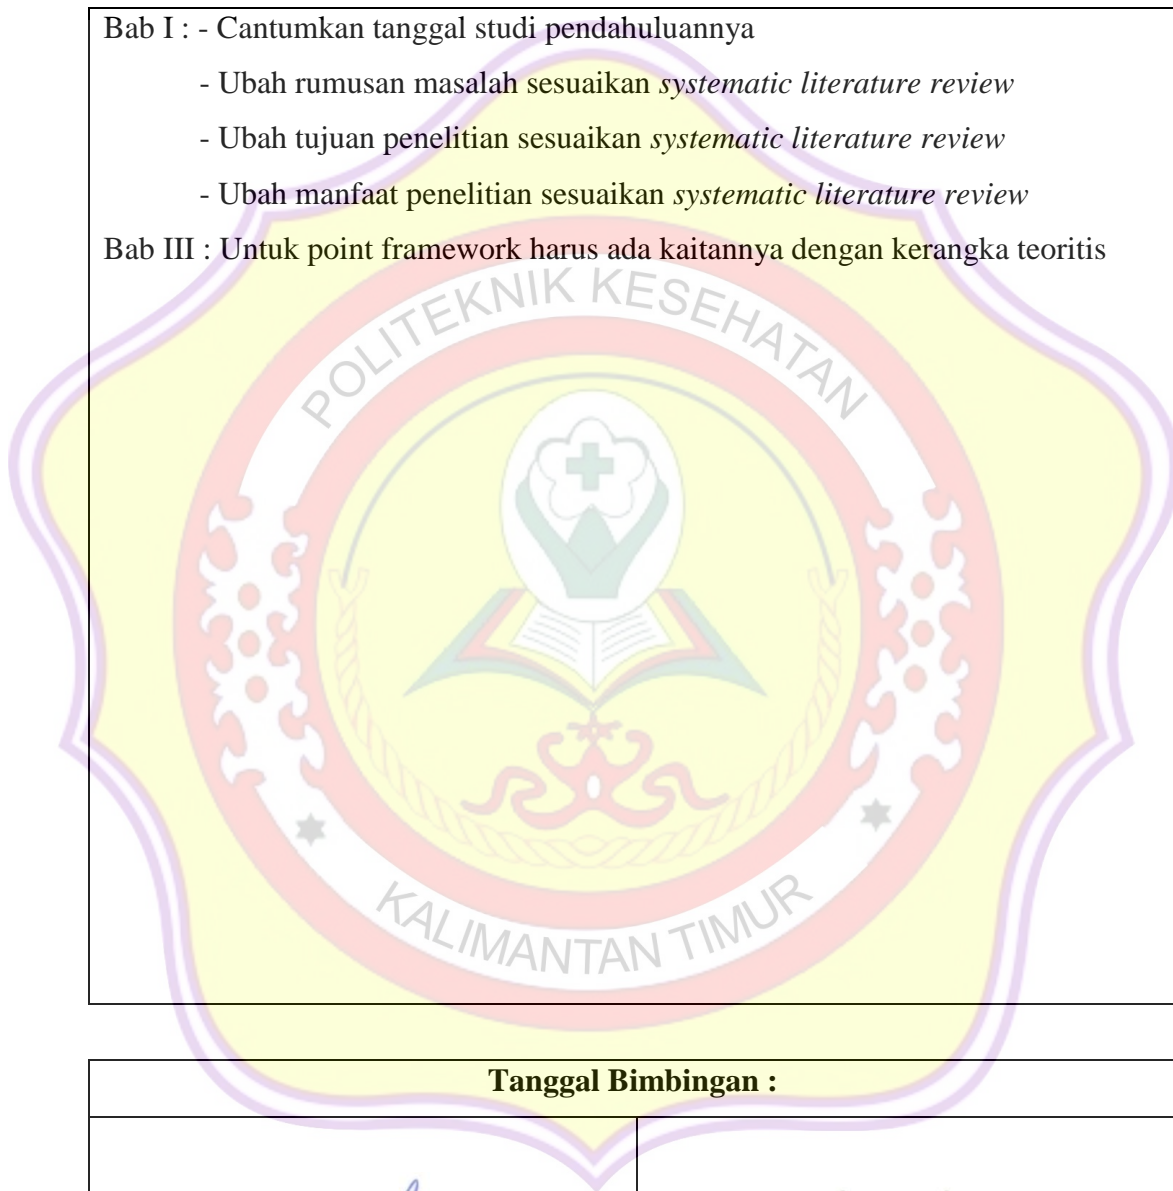 Bab I : - Cantumkan tanggal studi pendahuluannya
- Ubah rumusan masalah sesuaikan systematic literature review
- Ubah tujuan penelitian sesuaikan systematic literature review
- Ubah manfaat penelitian sesuaikan systematic literature review
Bab III : Untuk point framework harus ada kaitannya dengan kerangka teoritis
POLITEKNIK KESEHATAN
KALIMANTAN TIMUR
Tanggal Bimbingan :